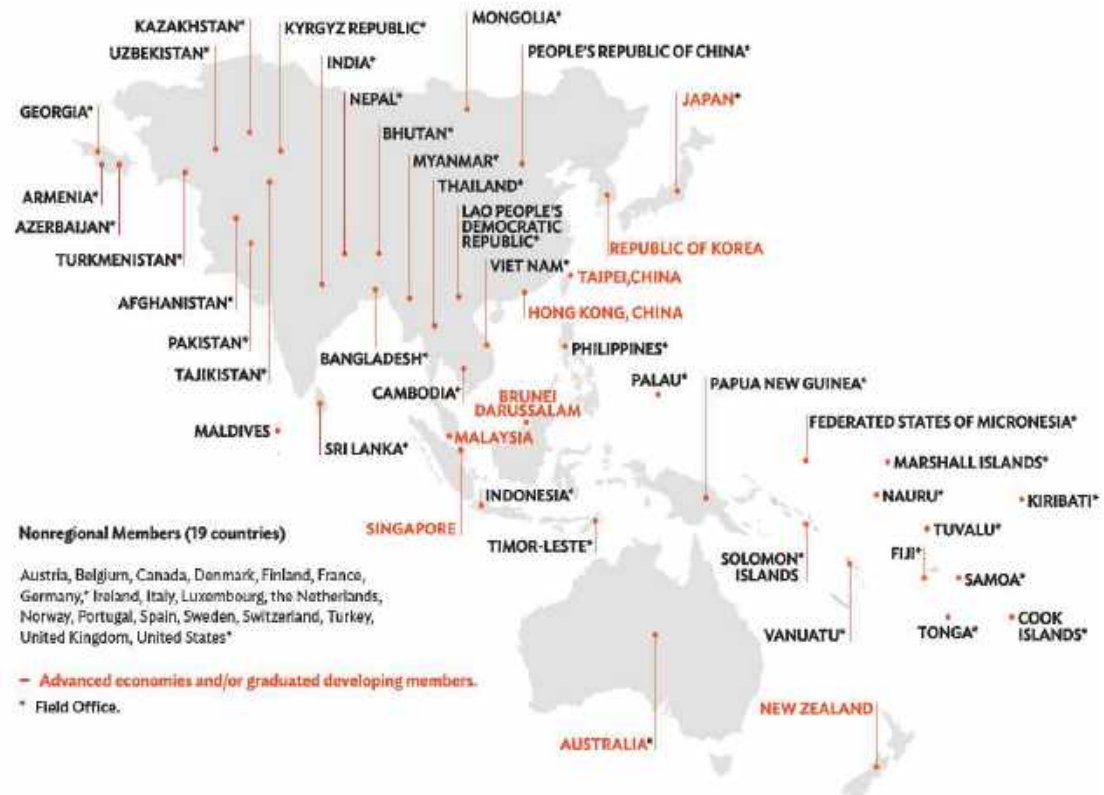 KAZAKHSTAN*
KYRGYZ REPUBLIC*
MONGOLIA*
UZBEKISTAN*
INDIA*
PEOPLE'S REPUBLIC OF CHINA*
GEORGIA*
NEPAL*
JAPAN*
BHUTAN*
MYANMAR*
THAILAND*
ARMENIA*
LAO PEOPLE'S
DEMOCRATIC
REPUBLIC*
AZERBAIJAN*
REPUBLIC OF KOREA
TURKMENISTAN*
VIET NAM*
TAIPEI,CHINA
AFGHANISTAN*
HONG KONG, CHINA
PAKISTAN*
BANGLADESH*
PHILIPPINES*
TAJIKISTAN*
CAMBODIA*
PALAU*
PAPUA NEW GUINEA*
BRUNEI
DARUSSALAM
MALDIVES
SRI LANKA*
MALAYSIA
FEDERATED STATES OF MICRONESIA*
MARSHALL ISLANDS*
INDONESIA*
NAURU*
KIRIBATI*
SINGAPORE
TIMOR-LESTE*
TUVALU*
SOLOMON*
ISLANDS
FIJI*
SAMOA*
VANUATU*
TONGA*
COOK
ISLANDS*
Nonregional Members (19 countries)
Austria, Belgium, Canada, Denmark, Finland, France,
Germany,* Ireland, Italy, Luxembourg, the Netherlands,
Norway, Portugal, Spain, Sweden, Switzerland, Turkey,
United Kingdom, United States*
– Advanced economies and/or graduated developing members.
* Field Office.
NEW ZEALAND
AUSTRALIA*